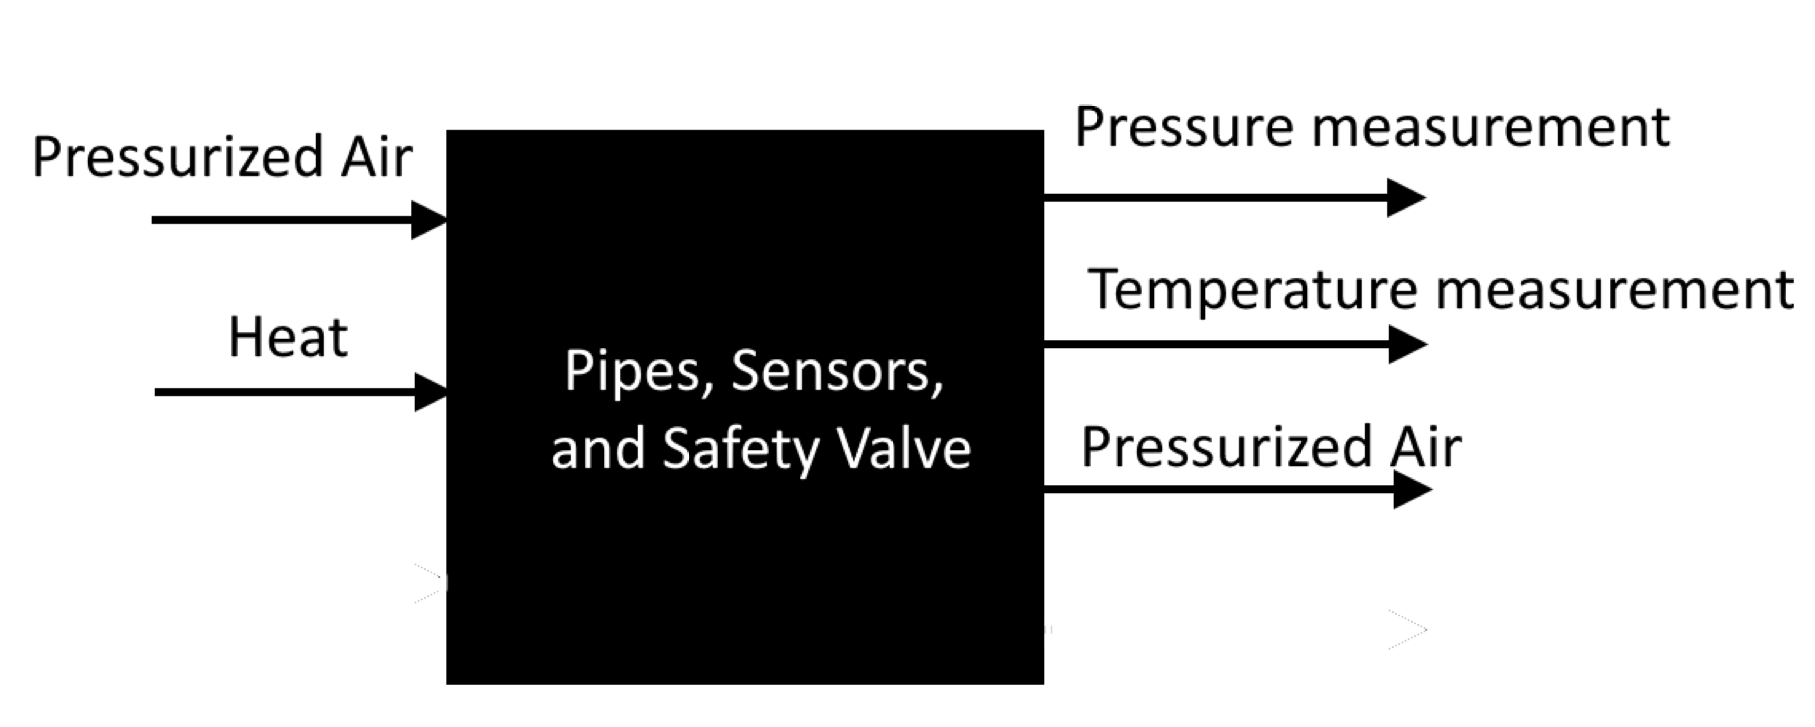 Pressurized Air
Heat
Pipes, Sensors,
and Safety Valve
Pressure measurement
Temperature measurement
Pressurized Air